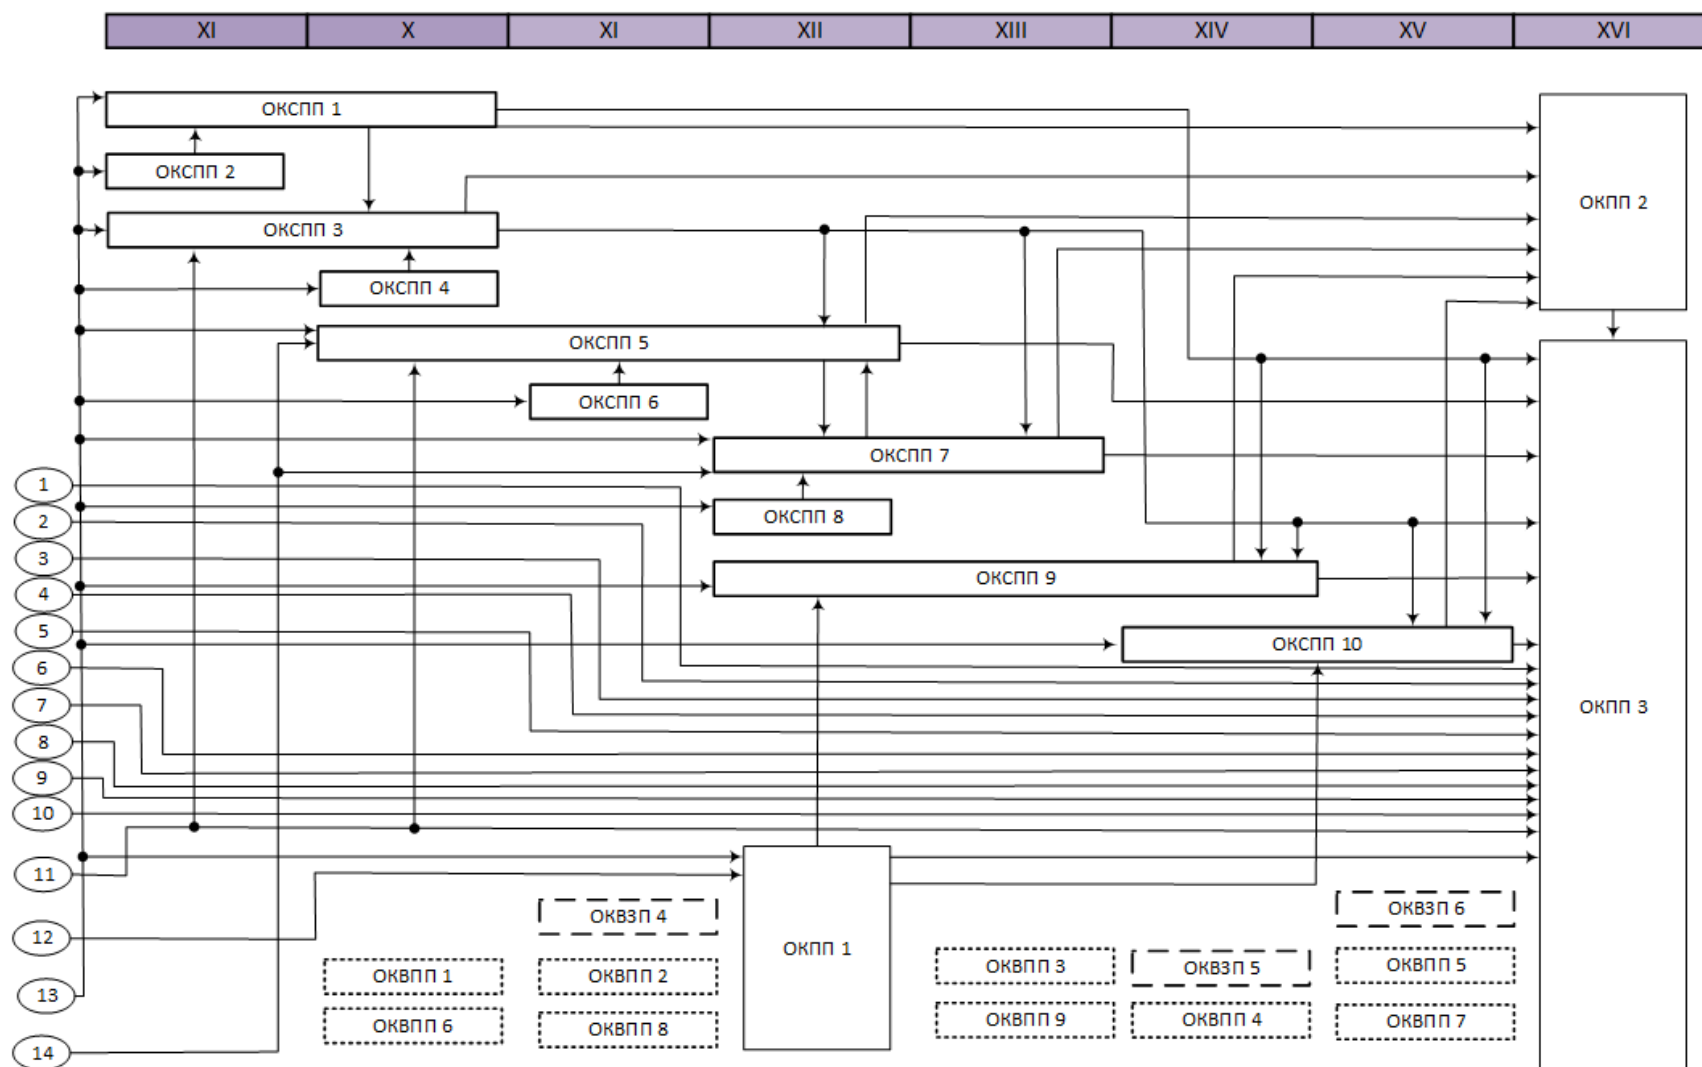 XI X XI XII XIII XIV XV XVI
ОКСПП 1
ОКСПП 2
ОКПП 2
ОКСПП 3
ОКСПП 4
ОКСПП 5
ОКСПП 6
ОКСПП 7
1
ОКСПП 8
2
3
ОКСПП 9
4
5
ОКСПП 10
6
7
ОКПП 3
8
9
10
11
ОКВЗП 4
ОКВЗП 6
12
ОКПП 1
ОКВПП 1
ОКВПП 2
ОКВПП 3
ОКВЗП 5
ОКВПП 5
13
ОКВПП 6
ОКВПП 8
ОКВПП 9
ОКВПП 4
ОКВПП 7
14